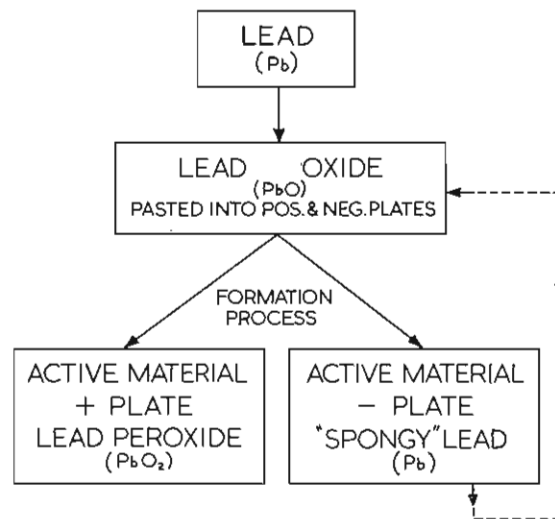 LEAD
(Pb)
LEAD OXIDE
(PbO)
PASTED INTO POS. & NEG. PLATES
FORMATION
PROCESS
ACTIVE MATERIAL
+ PLATE
LEAD PEROXIDE
(PbO₂)
ACTIVE MATERIAL
- PLATE
"SPONGY" LEAD
(Pb)